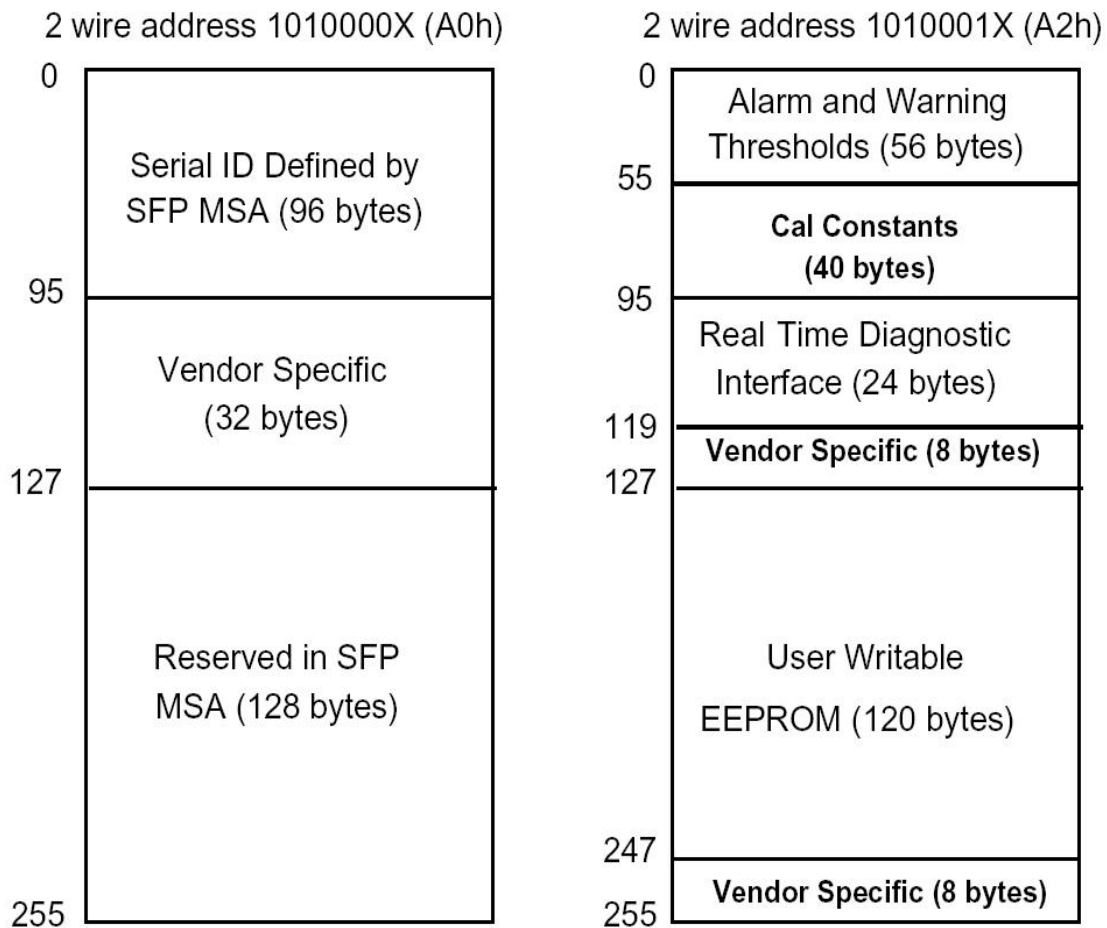 2 wire address 1010000X (A0h)
0
Serial ID Defined by
SFP MSA (96 bytes)
95
Vendor Specific
(32 bytes)
127
Reserved in SFP
MSA (128 bytes)
255
2 wire address 1010001X (A2h)
0
Alarm and Warning
Thresholds (56 bytes)
55
Cal Constants
(40 bytes)
95
Real Time Diagnostic
Interface (24 bytes)
119
Vendor Specific (8 bytes)
127
User Writable
EEPROM (120 bytes)
247
Vendor Specific (8 bytes)
255